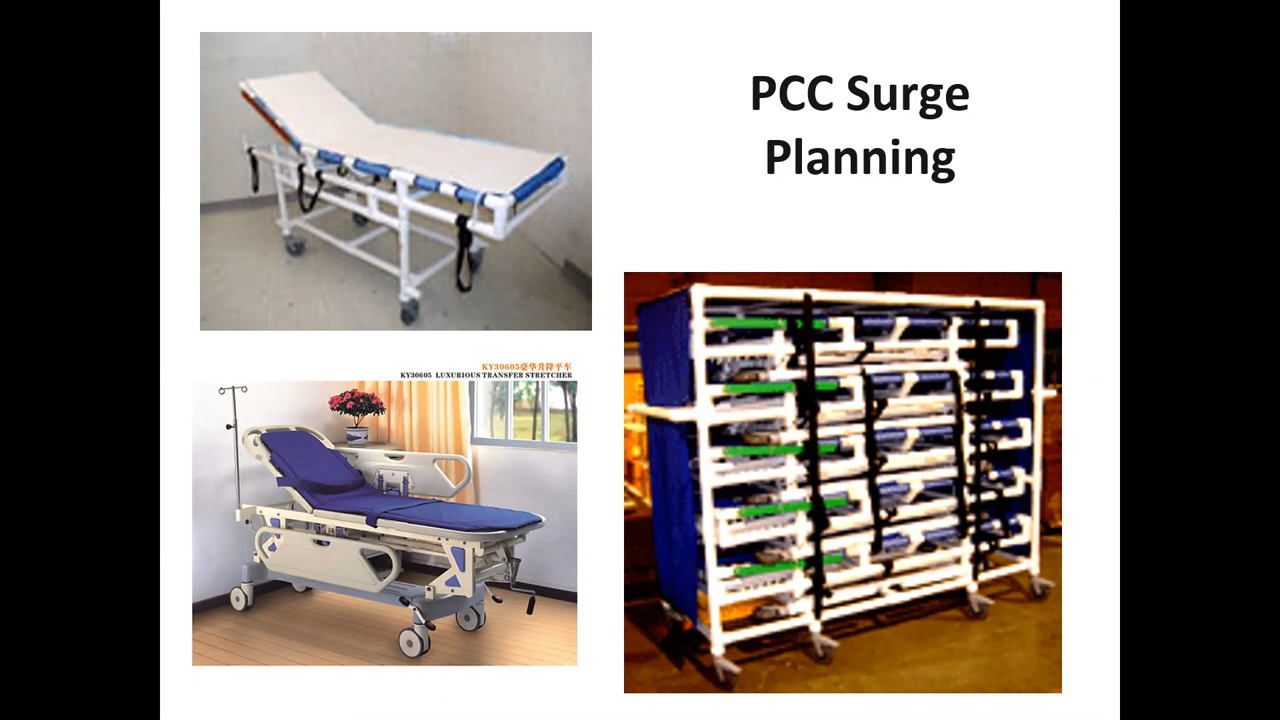 PCC Surge
Planning
KY30605豪华升降平车
KY30605 LUXURIOUS TRANSFER STRETCHER